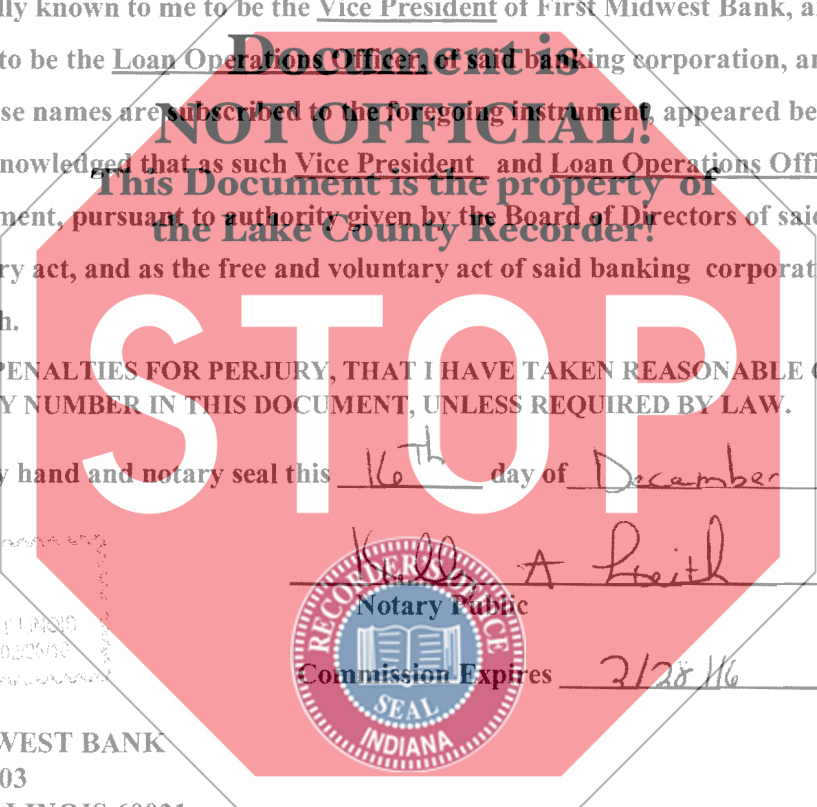 lly known to me to be the Vice President of First Midwest Bank, a
to be the Loan Operations Officer, of said banking corporation, an
se names are subscribed to the foregoing instrument, appeared be
nowledged that as such Vice President and Loan Operations Offi
ment, pursuant to authority given by the Board of Directors of said
ry act, and as the free and voluntary act of said banking corporat
h.
PENALTIES FOR PERJURY, THAT I HAVE TAKEN REASONABLE C
Y NUMBER IN THIS DOCUMENT, UNLESS REQUIRED BY LAW.
y hand and notary seal this 16Th day of December
A
Notary Public
Commission Expires 2/28/16
WEST BANK
03
LLINOIS 60021
Document is
NOT OFFICIAL!
This Document is the property of
the Lake County Recorder!
STOP
RECORDER'S OFFICE
SEAL
INDIANA